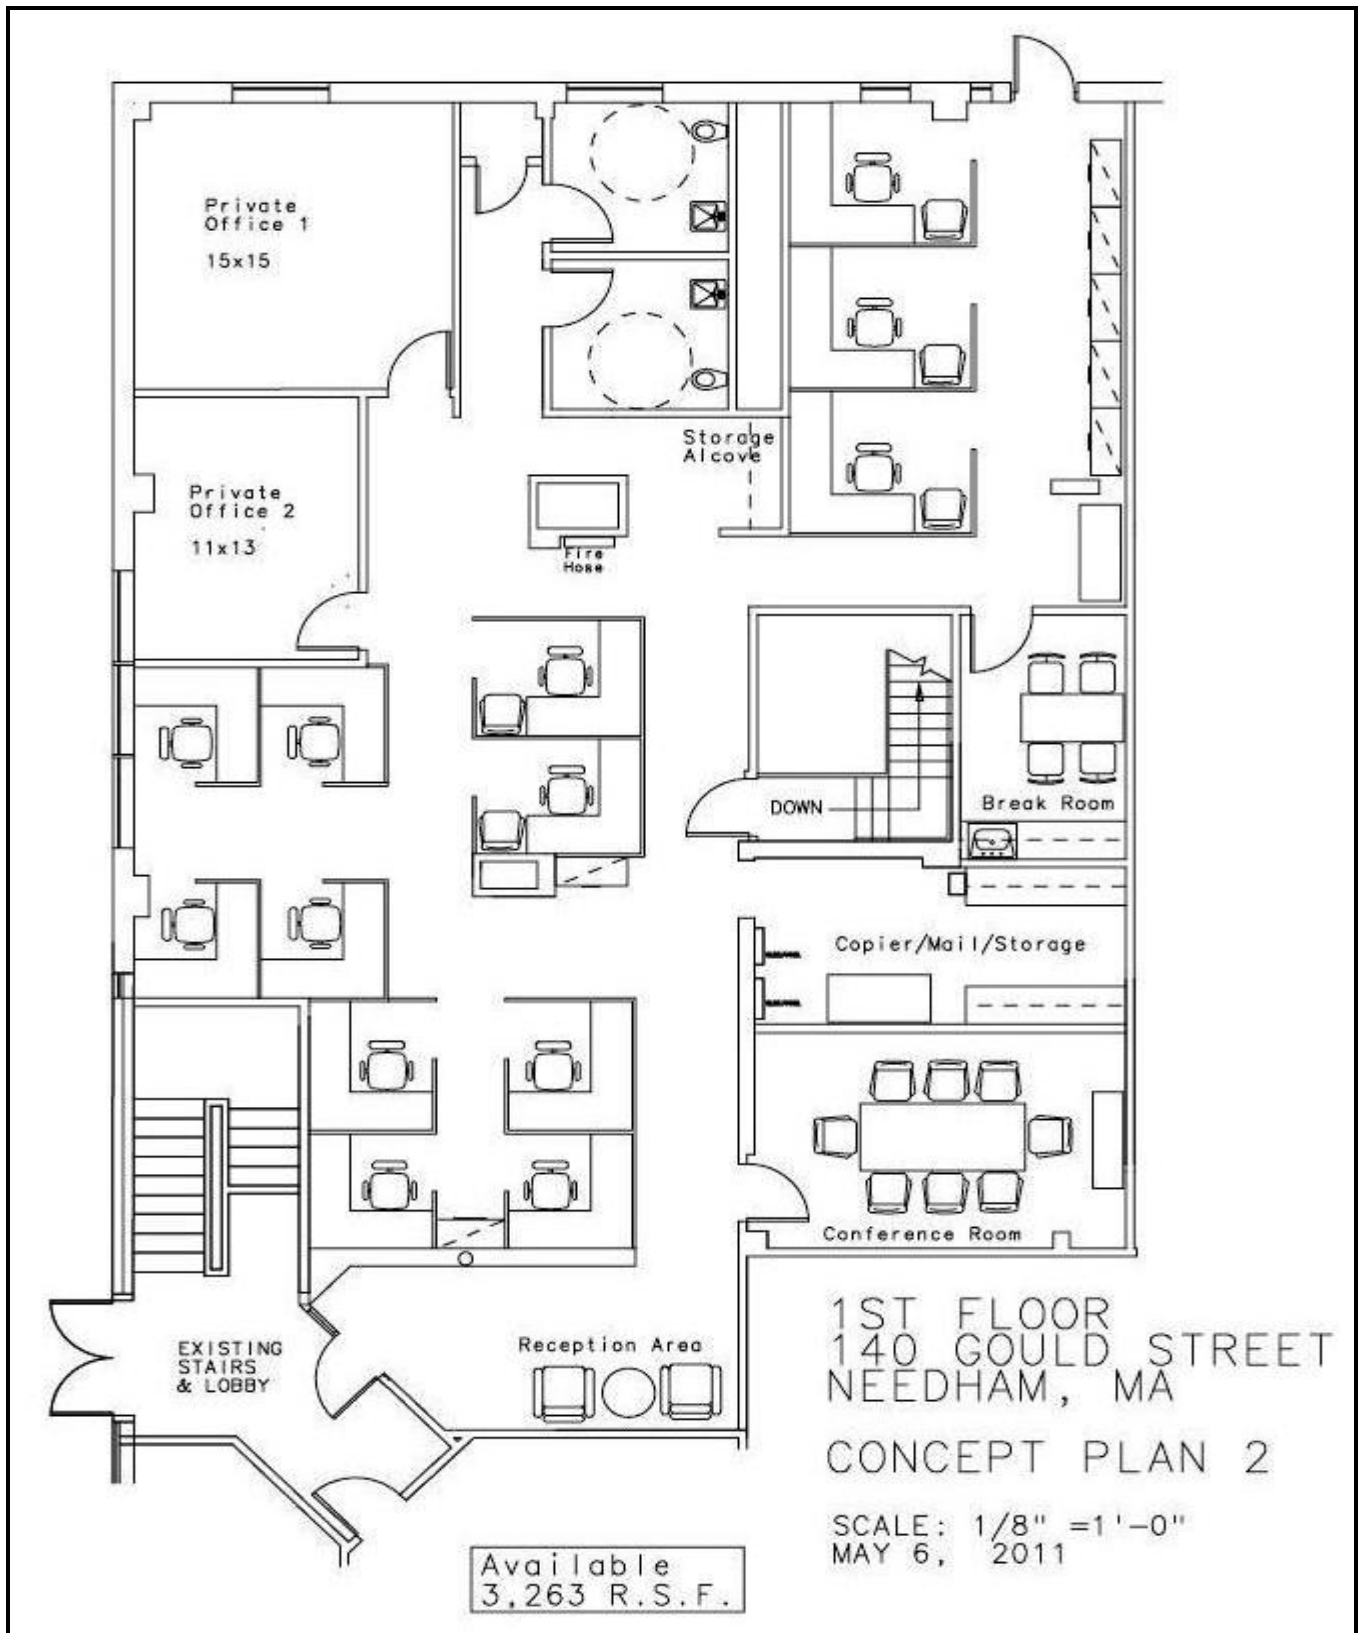 Private
Office 1
15x15
Storage
Alcove
Private
Office 2
11x13
Fire
Hose
DOWN
Break Room
Copier/Mail/Storage
Conference Room
Reception Area
EXISTING
STAIRS
& LOBBY
1ST FLOOR
140 GOULD STREET
NEEDHAM, MA
CONCEPT PLAN 2
SCALE: 1/8" =1'-0"
MAY 6, 2011
Available
3,263 R.S.F.